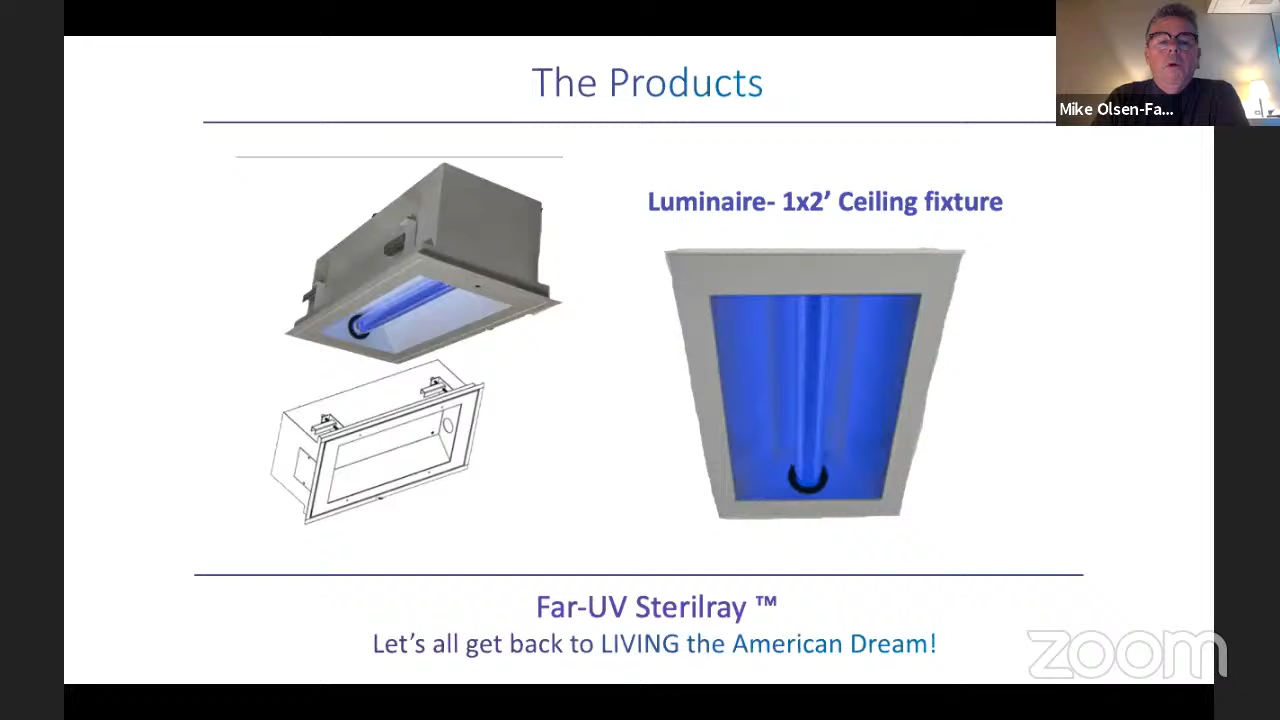 The Products
Mike Olsen-Fa...
Luminaire- 1x2’ Ceiling fixture
Far-UV Sterilray ™
Let’s all get back to LIVING the American Dream!
zoom